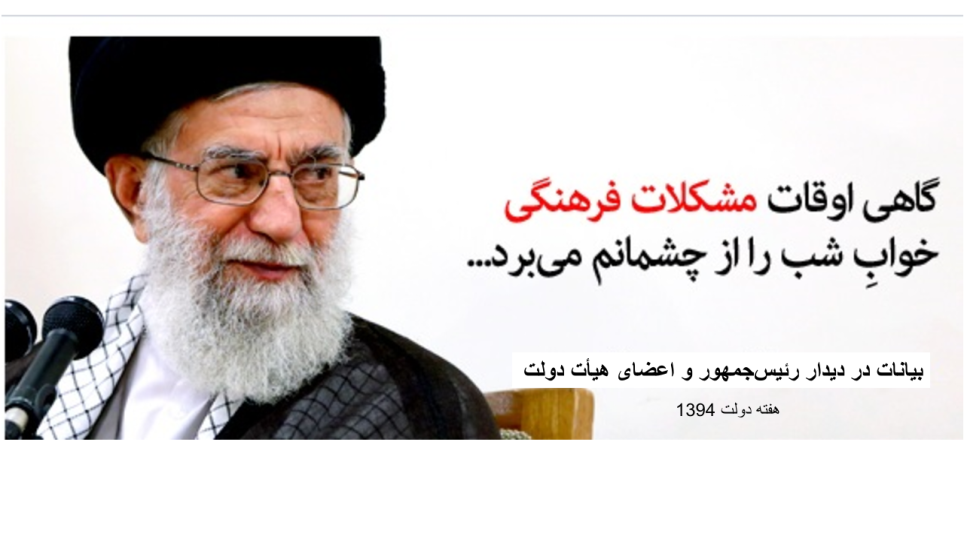 گاهی اوقات مشکلات فرهنگی
خوابِ شب را از چشمانم می‌برد...
بیانات در دیدار رئیس‌جمهور و اعضای هیأت دولت
هفته دولت 1394